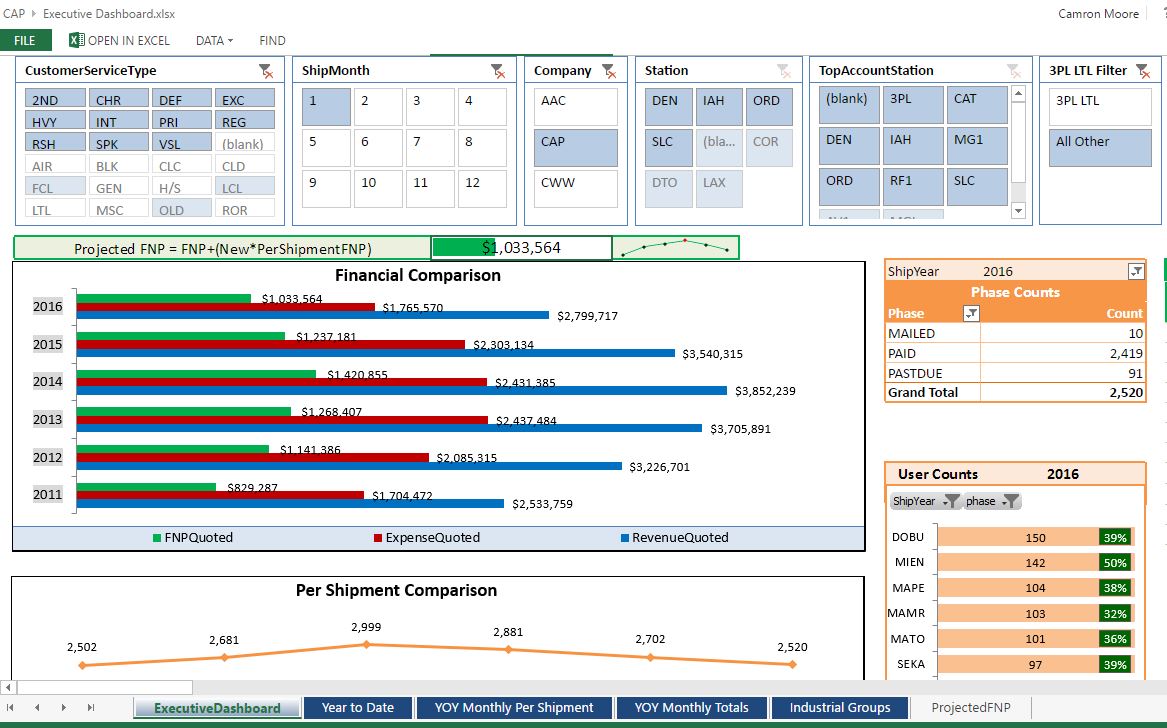 CAP ▸ Executive Dashboard.xlsx
Camron Moore
?
FILE
OPEN IN EXCEL
DATA
FIND
CustomerServiceType
2ND CHR DEF EXC
HVY INT PRI REG
RSH SPK VSL (blank)
AIR BLK CLC CLD
FCL GEN H/S LCL
LTL MSC OLD ROR
ShipMonth
1 2 3 4
5 6 7 8
9 10 11 12
Company
AAC
CAP
CWW
Station
DEN IAH ORD
SLC (bla... COR
DTO LAX
TopAccountStation
(blank) 3PL CAT
DEN IAH MG1
ORD RF1 SLC
3PL LTL Filter
3PL LTL
All Other
Projected FNP = FNP+(New*PerShipmentFNP) $1,033,564
Financial Comparison
2016
$1,033,564
$1,765,570
$2,799,717
2015
$1,237,181
$2,303,134
$3,540,315
2014
$1,420,855
$2,431,385
$3,852,239
2013
$1,268,407
$2,437,484
$3,705,891
2012
$1,141,386
$2,085,315
$3,226,701
2011
$829,287
$1,704,472
$2,533,759
FNPQuoted ExpenseQuoted RevenueQuoted
ShipYear 2016
Phase Counts
Phase Count
MAILED 10
PAID 2,419
PASTDUE 91
Grand Total 2,520
User Counts 2016
ShipYear phase
DOBU 150 39%
MIEN 142 50%
MAPE 104 38%
MAMR 103 32%
MATO 101 36%
SEKA 97 39%
Per Shipment Comparison
2,502 2,681 2,999 2,881 2,702 2,520
ExecutiveDashboard Year to Date YOY Monthly Per Shipment YOY Monthly Totals Industrial Groups ProjectedFNP